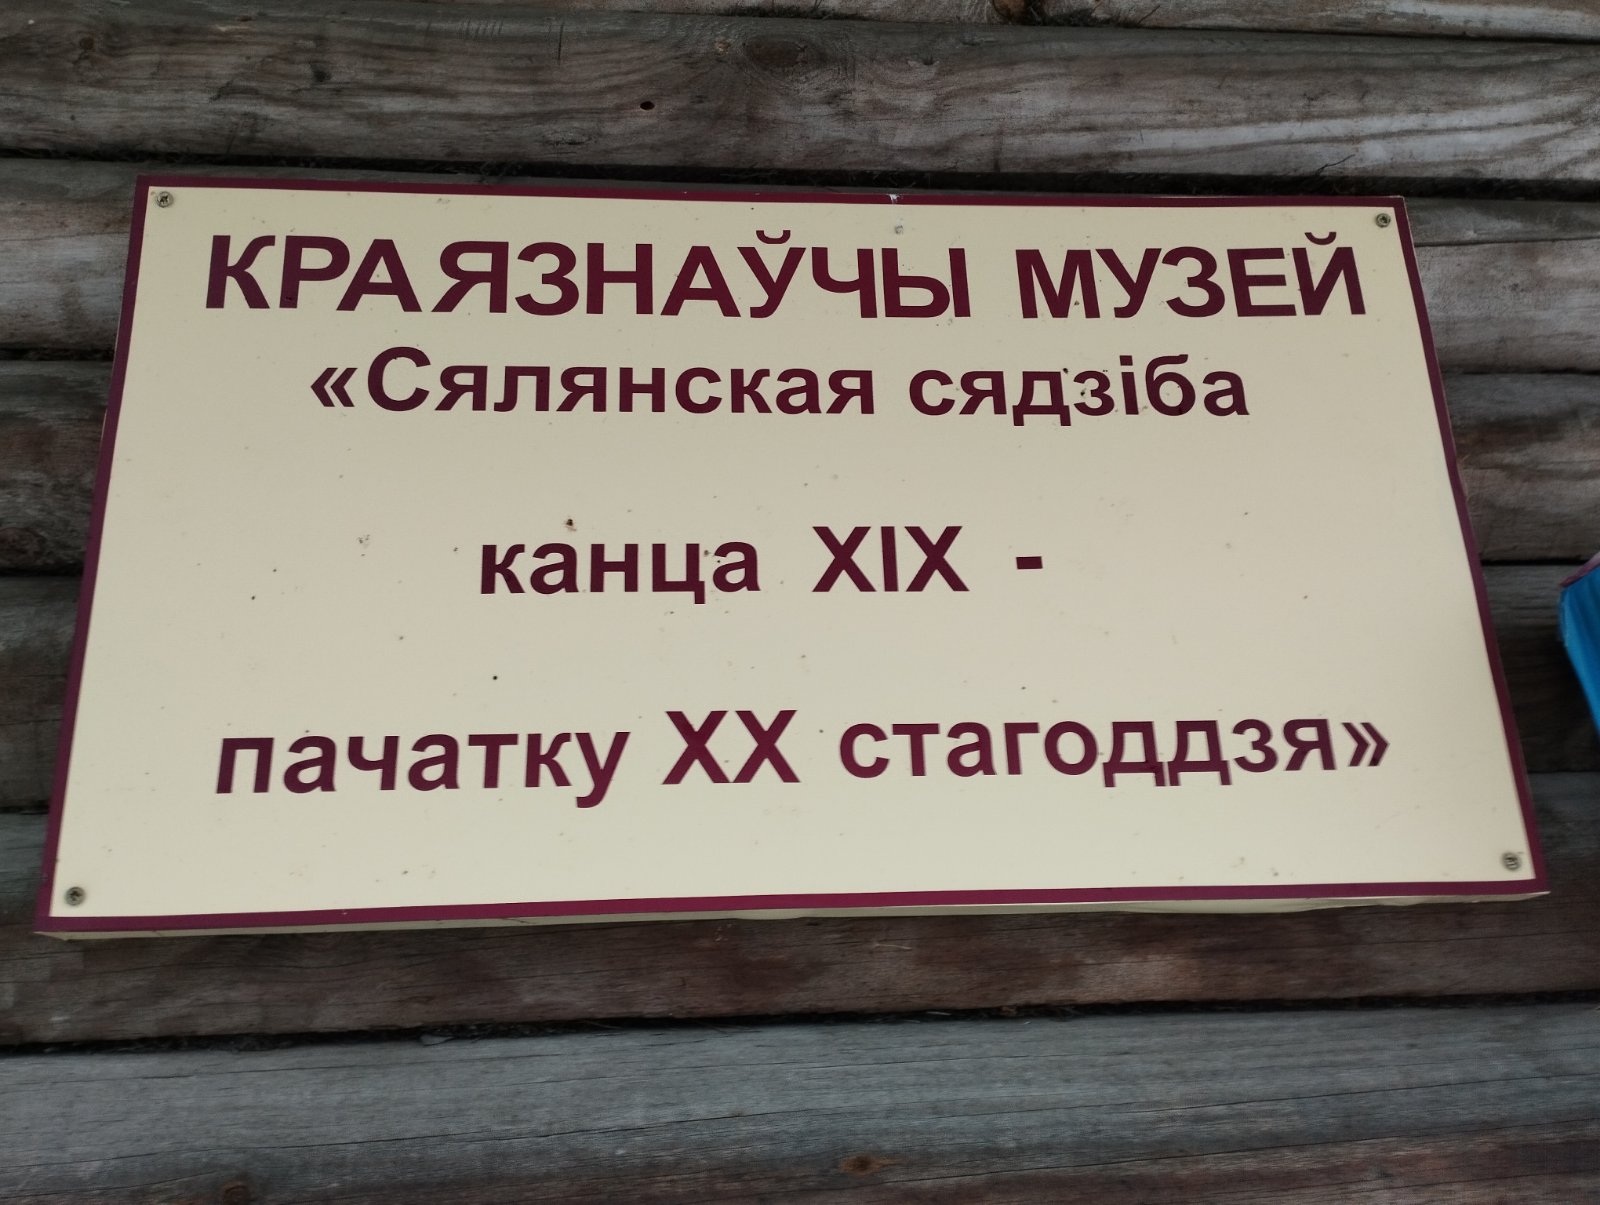 КРАЯЗНАЎЧЫ МУЗЕЙ
«Сялянская сядзіба
канца XIX -
пачатку XX стагоддзя»